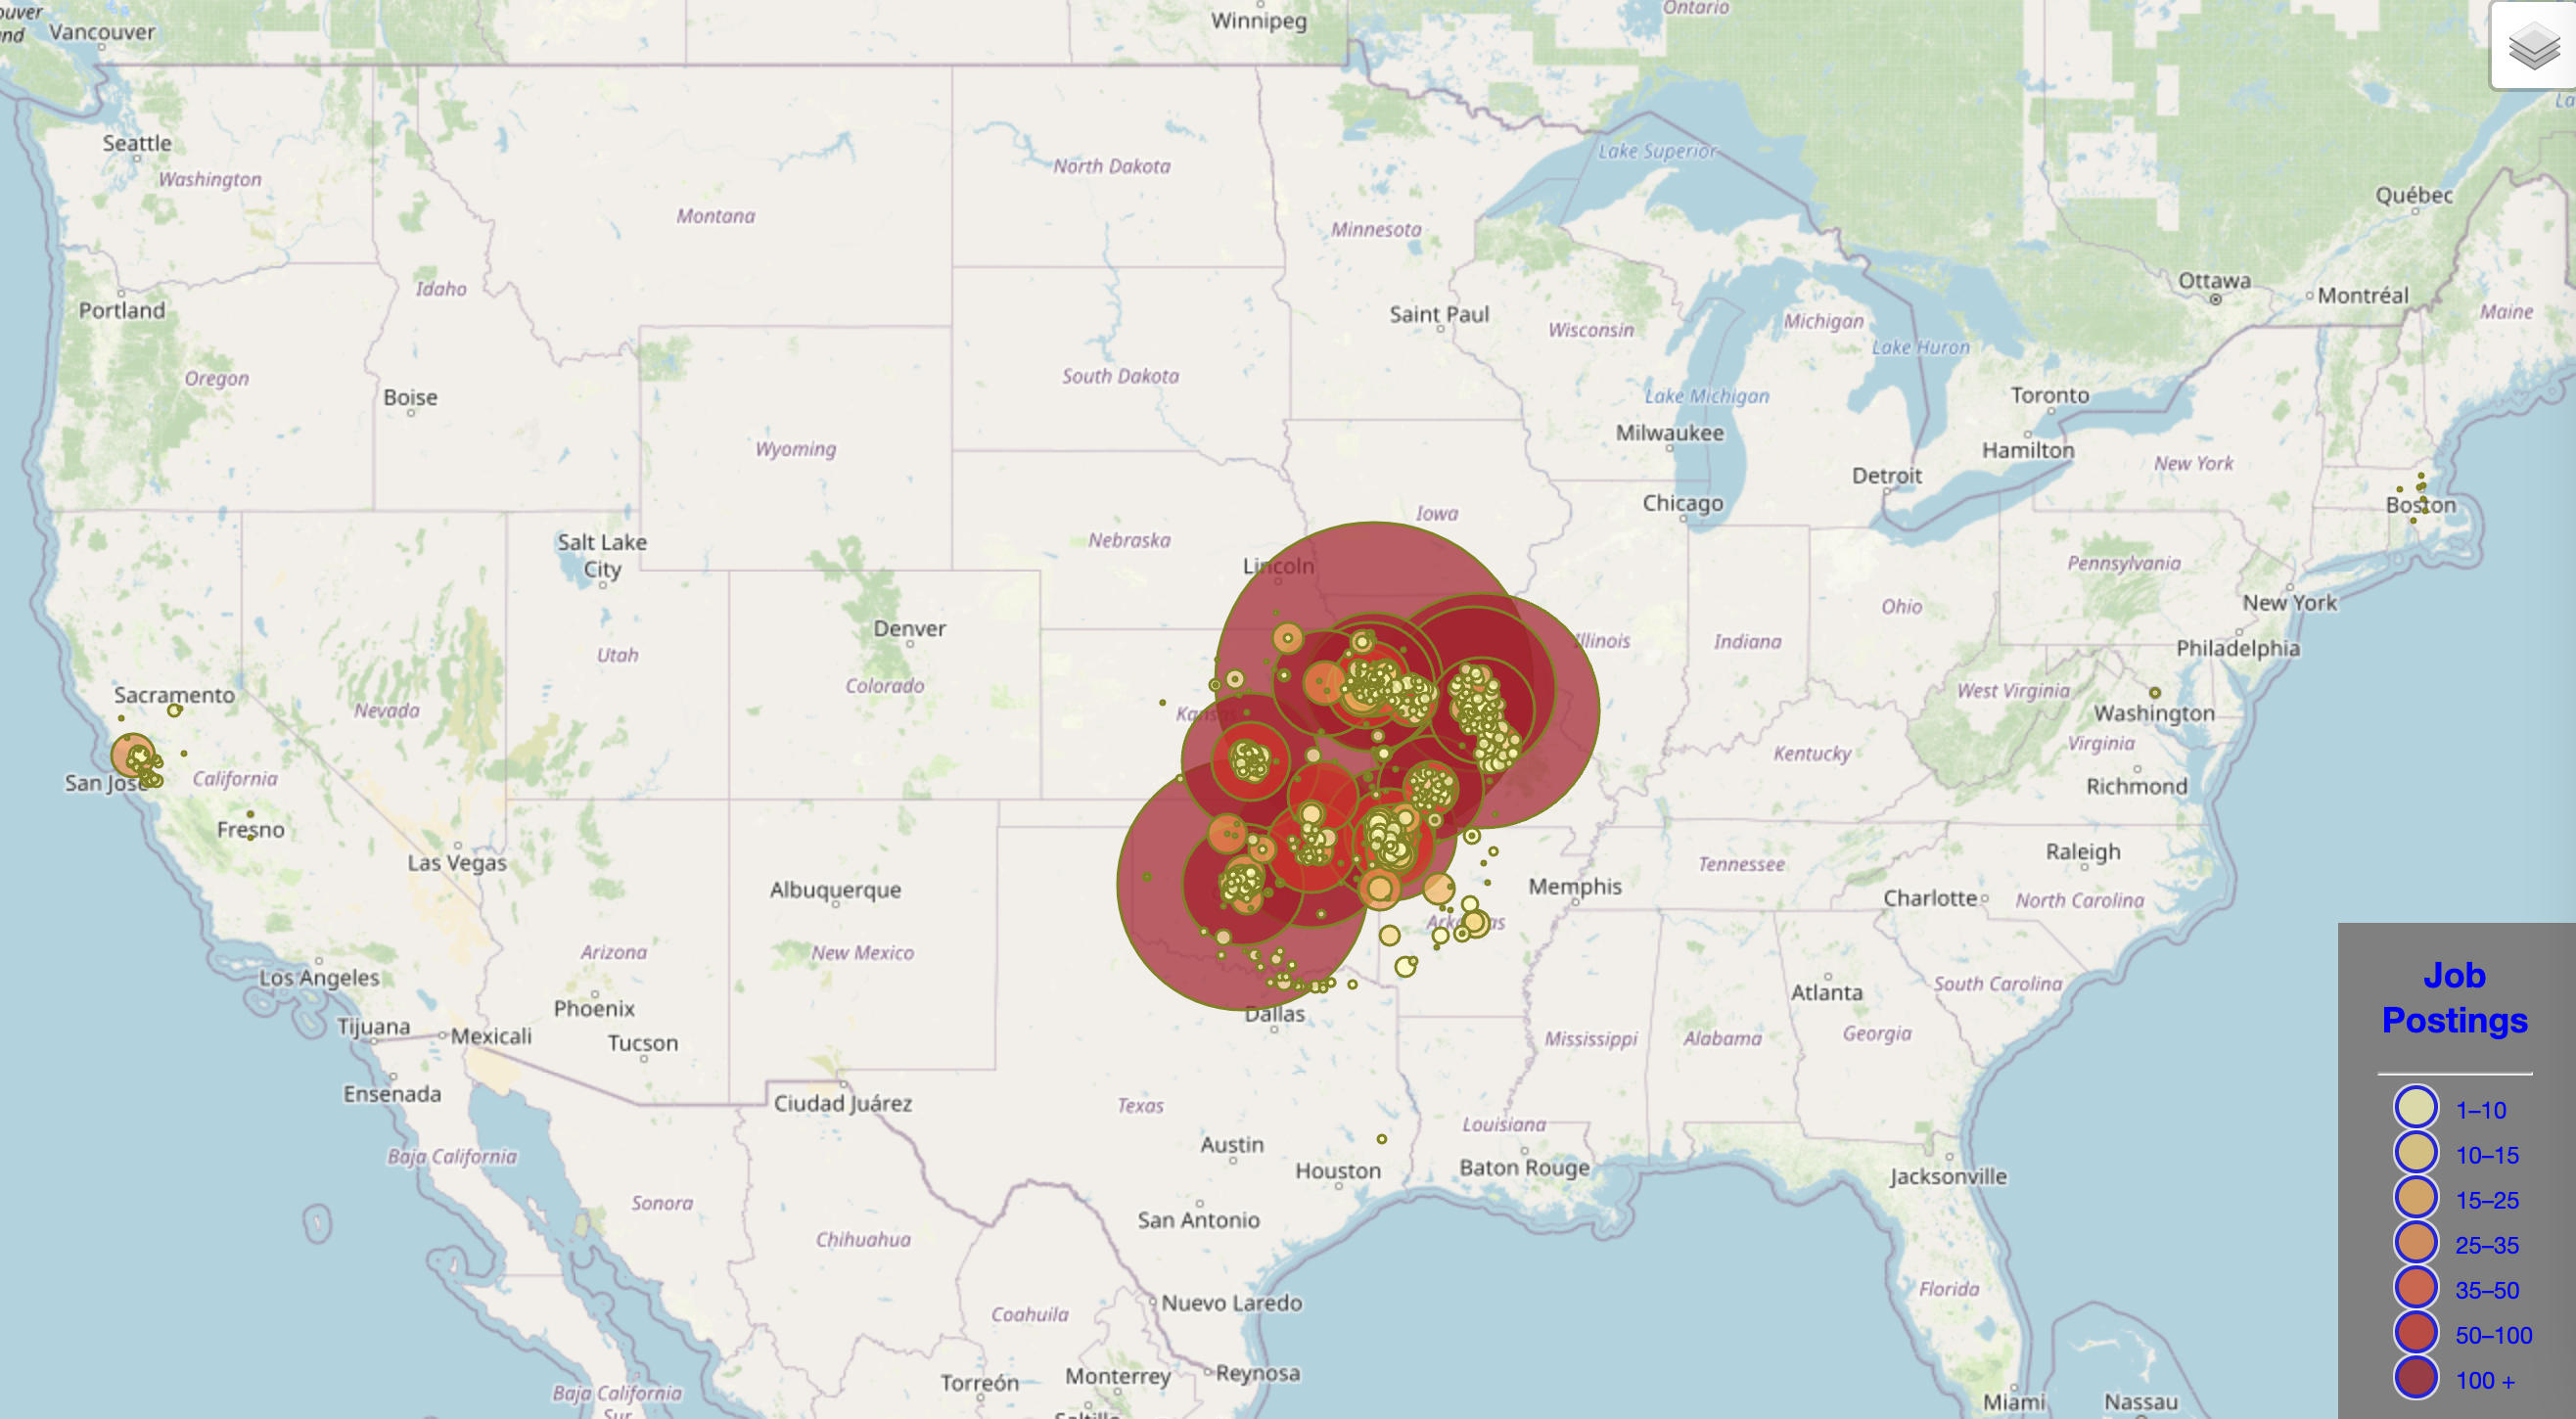 Winnipeg
Ontario
Vancouver
Seattle
Washington
North Dakota
Lake Superior
Québec
Montana
Minnesota
Idaho
Ottawa
Montréal
Portland
Saint Paul
Wisconsin
Michigan
Maine
Lake Huron
Oregon
South Dakota
Boise
Lake Michigan
Toronto
Milwaukee
Hamilton
Wyoming
New York
Detroit
Chicago
Boston
Iowa
Nebraska
Salt Lake
City
Lincoln
Pennsylvania
New York
Ohio
Denver
Illinois
Indiana
Philadelphia
Utah
Colorado
West Virginia
Sacramento
Nevada
Kansas
Washington
Virginia
Kentucky
San José
California
Richmond
Fresno
Las Vegas
Tennessee
Raleigh
Albuquerque
Memphis
Charlotte
North Carolina
Arkansas
Arizona
New Mexico
Los Angeles
South Carolina
Atlanta
Phoenix
Dallas
Tijuana
Mexicali
Tucson
Mississippi
Alabama
Georgia
Ensenada
Ciudad Juárez
Texas
Louisiana
Austin
Baja California
Houston
Baton Rouge
Jacksonville
Sonora
San Antonio
Chihuahua
Florida
Nuevo Laredo
Coahuila
Reynosa
Monterrey
Torreón
Baja California
Sur
Saltillo
Miami
Nassau
Job
Postings
1–10
10–15
15–25
25–35
35–50
50–100
100 +